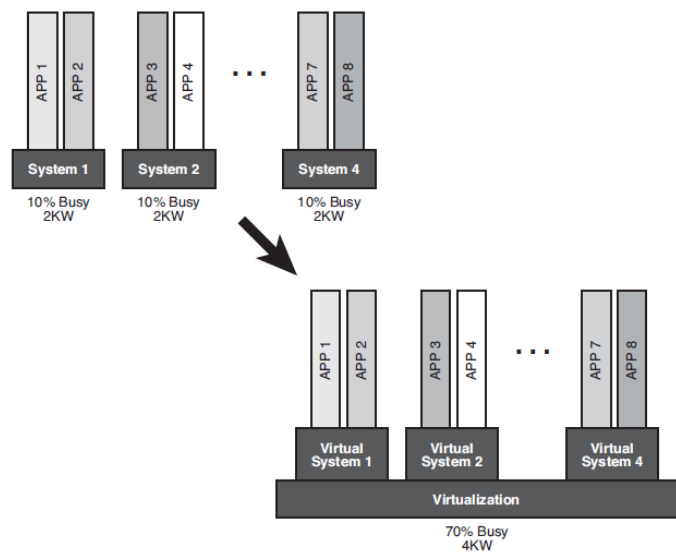 APP 1
APP 2
APP 3
APP 4
...
APP 7
APP 8
System 1
System 2
System 4
10% Busy
2KW
10% Busy
2KW
10% Busy
2KW
APP 1
APP 2
APP 3
APP 4
...
APP 7
APP 8
Virtual
System 1
Virtual
System 2
Virtual
System 4
Virtualization
70% Busy
4KW